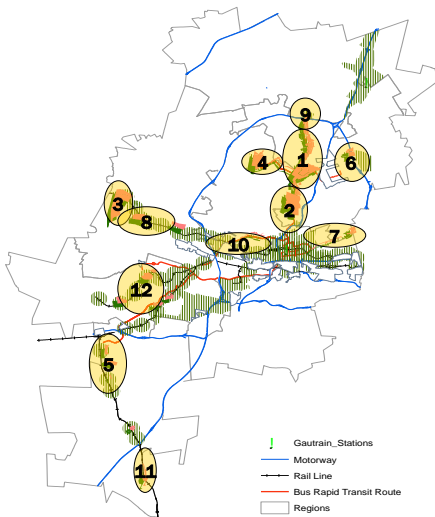 9
1
4
6
3
2
8
7
10
12
5
11
Gautrain_Stations
Motorway
Rail Line
Bus Rapid Transit Route
Regions